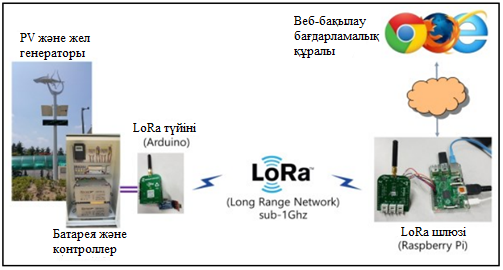 PV және жел
генераторы
Веб-бақылау
бағдарламалық
құралы
LoRa түйіні
(Arduino)
LoRa™
(Long Range Network)
sub-1Ghz
Батарея және
контроллер
LoRa шлюзі
(Raspberry Pi)